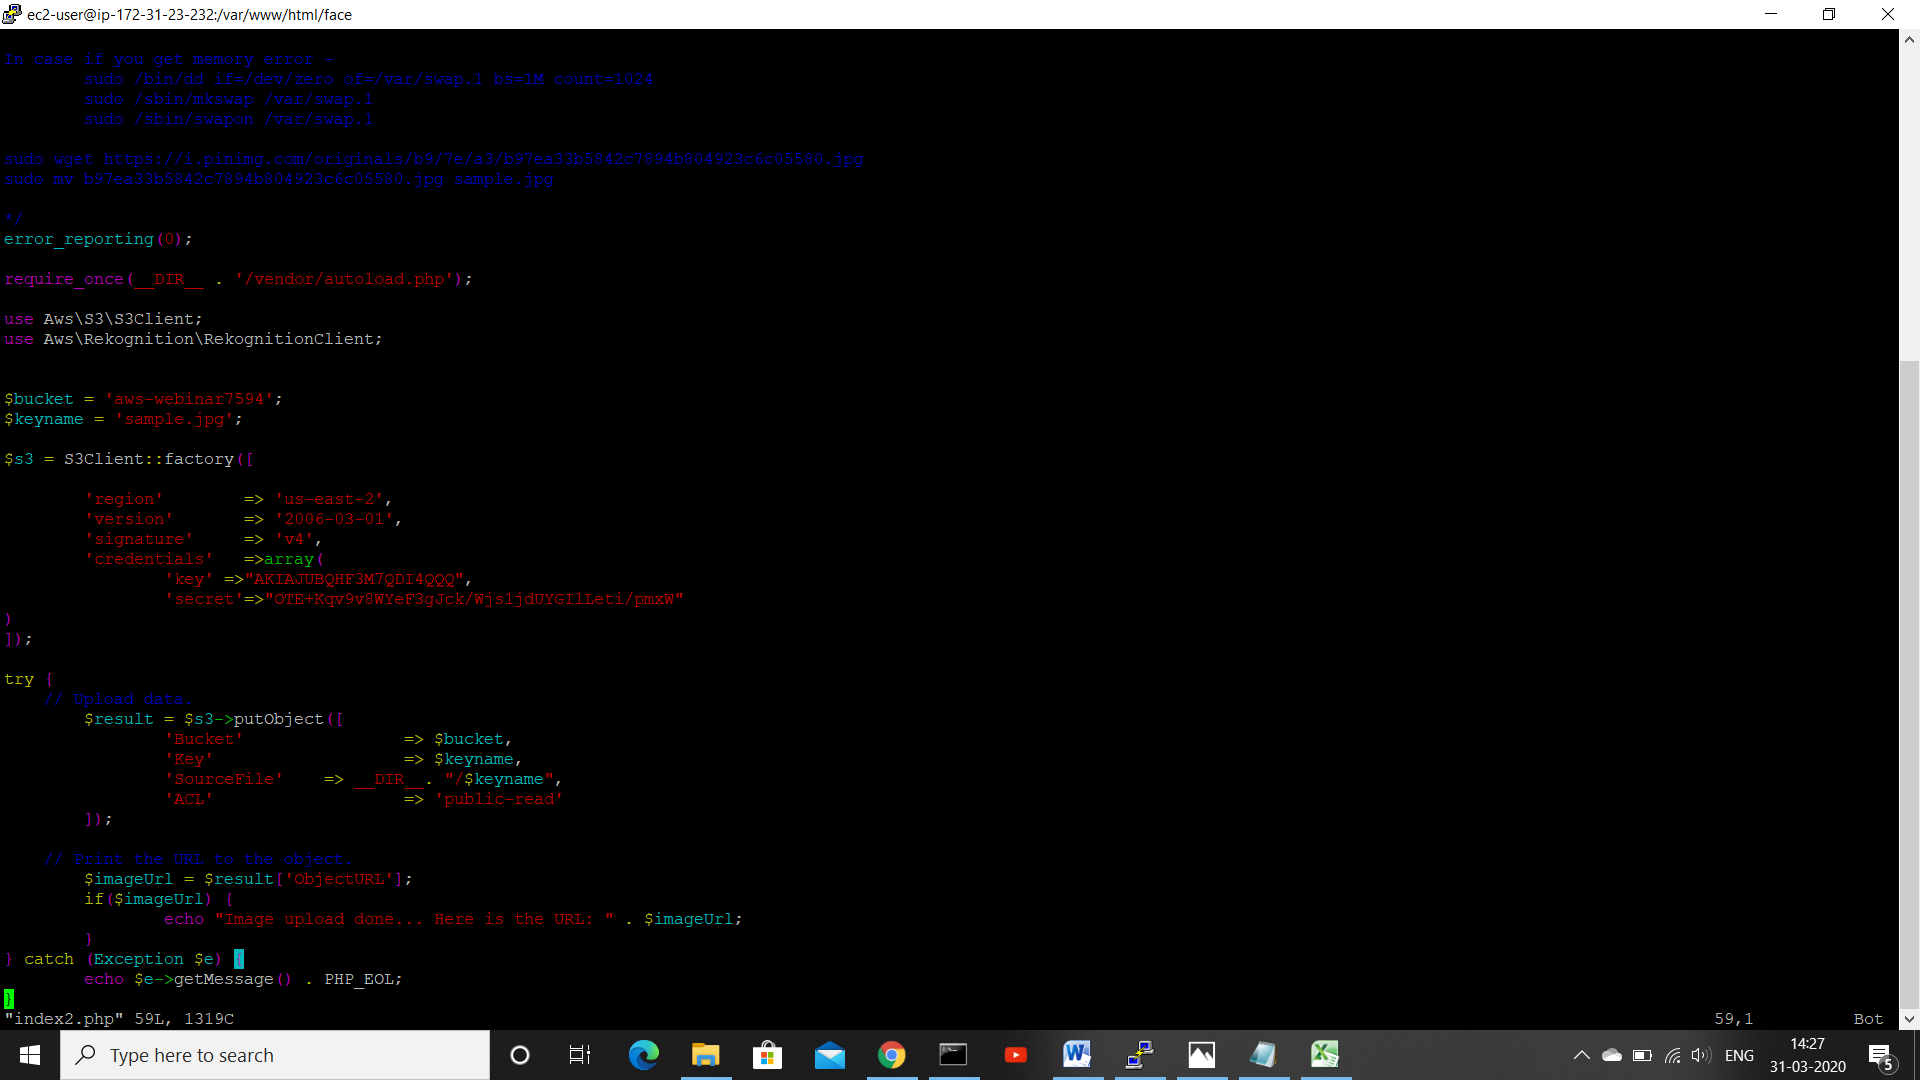 ec2-user@ip-172-31-23-232:/var/www/html/face
In case if you get memory error -
sudo /bin/dd if=/dev/zero of=/var/swap.1 bs=1M count=1024
sudo /sbin/mkswap /var/swap.1
sudo /sbin/swapon /var/swap.1
sudo wget https://i.pinimg.com/originals/b9/7e/a3/b97ea33b5842c7894b804923c6c05580.jpg
sudo mv b97ea33b5842c7894b804923c6c05580.jpg sample.jpg
*/
error_reporting(0);
require_once(__DIR__ . '/vendor/autoload.php');
use Aws\S3\S3Client;
use Aws\Rekognition\RekognitionClient;
$bucket = 'aws-webinar7594';
$keyname = 'sample.jpg';
$s3 = S3Client::factory([
'region' => 'us-east-2',
'version' => '2006-03-01',
'signature' => 'v4',
'credentials' =>array(
'key' =>"AKIAJUBQHF3M7QDI4QQQ",
'secret'=>
)
]);
try {
// Upload data.
$result = $s3->putObject([
'Bucket' => $bucket,
'Key' => $keyname,
'SourceFile' => __DIR__. "/$keyname",
'ACL' => 'public-read'
]);
// Print the URL to the object.
$imageUrl = $result['ObjectURL'];
if($imageUrl) {
echo "Image upload done... Here is the URL: " . $imageUrl;
}
} catch (Exception $e) {
echo $e->getMessage() . PHP_EOL;
}
"index2.php" 59L, 1319C 59,1 Bot
Type here to search
ENG
14:27
31-03-2020
5